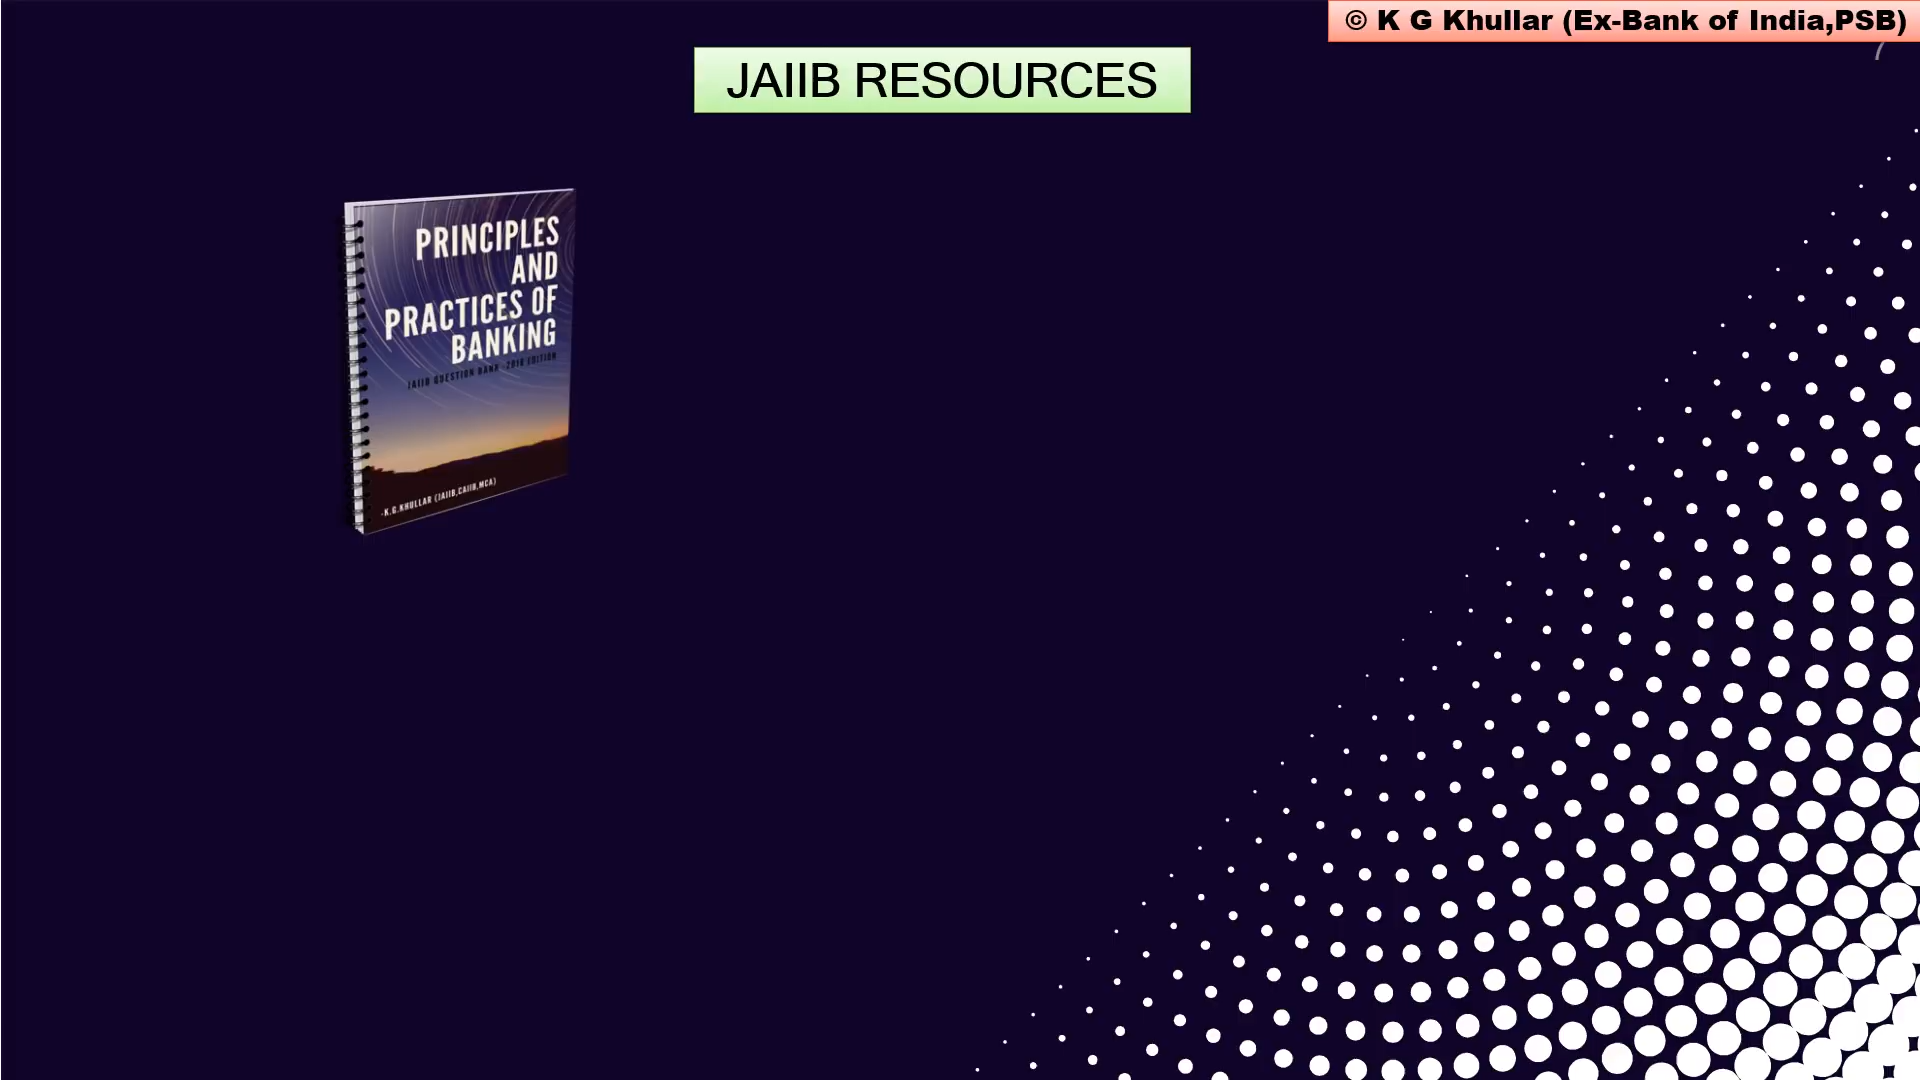 © K G Khullar (Ex-Bank of India,PSB)
7
JAIIB RESOURCES
PRINCIPLES
AND
PRACTICES OF
BANKING
JAIIB QUESTION BANK -2018 EDITION
-K.G.KHULLAR (JAIIB,CAIIB,MCA)